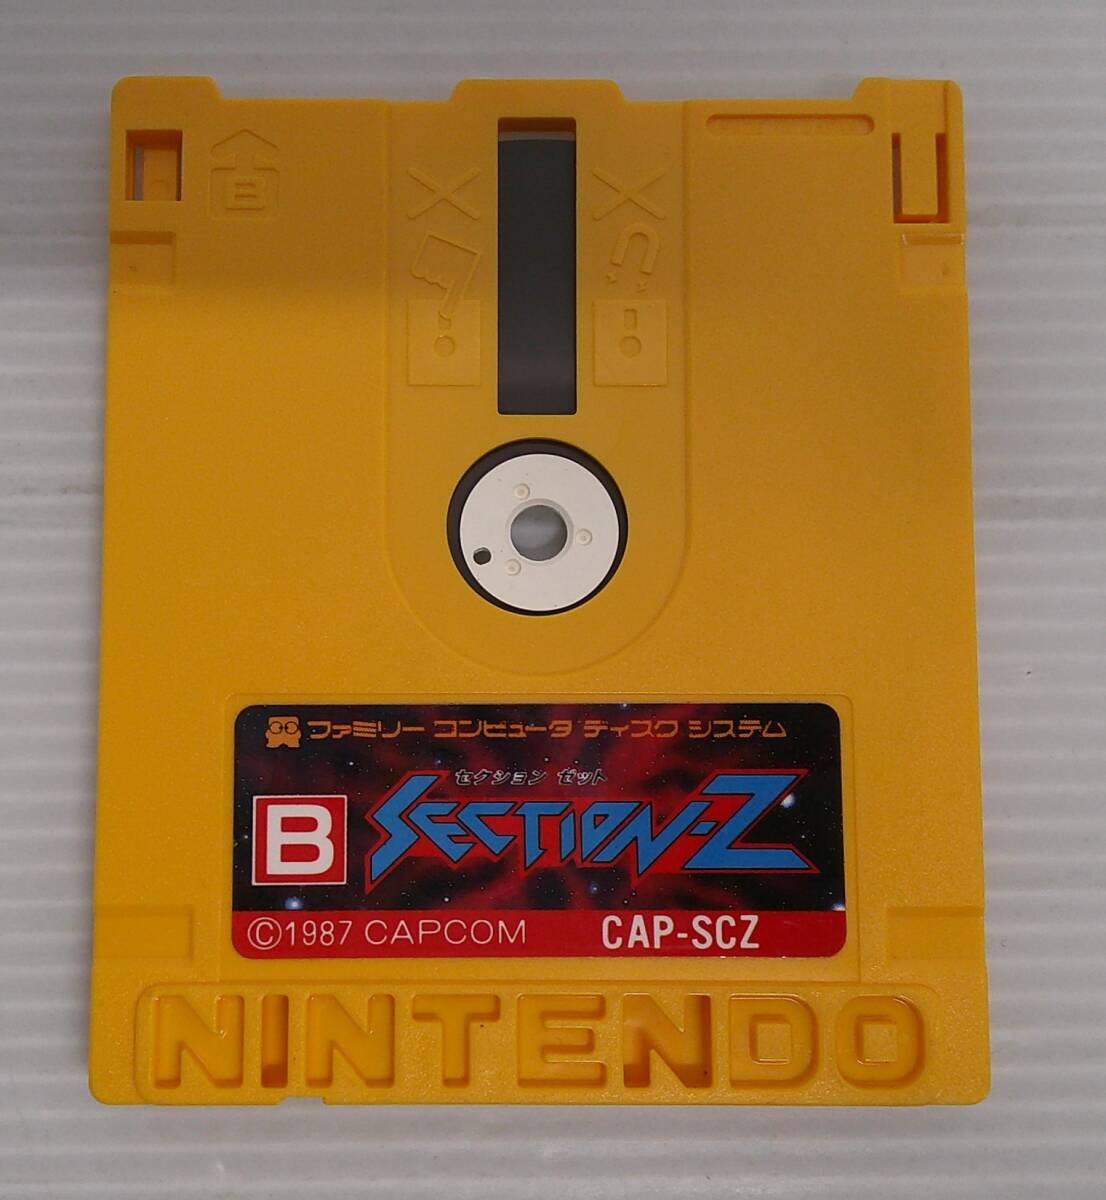 B
ファミリー コンピュータ ディスク システム
セクション ゼット
B SECTION-Z
©1987 CAPCOM CAP-SCZ
NINTENDO